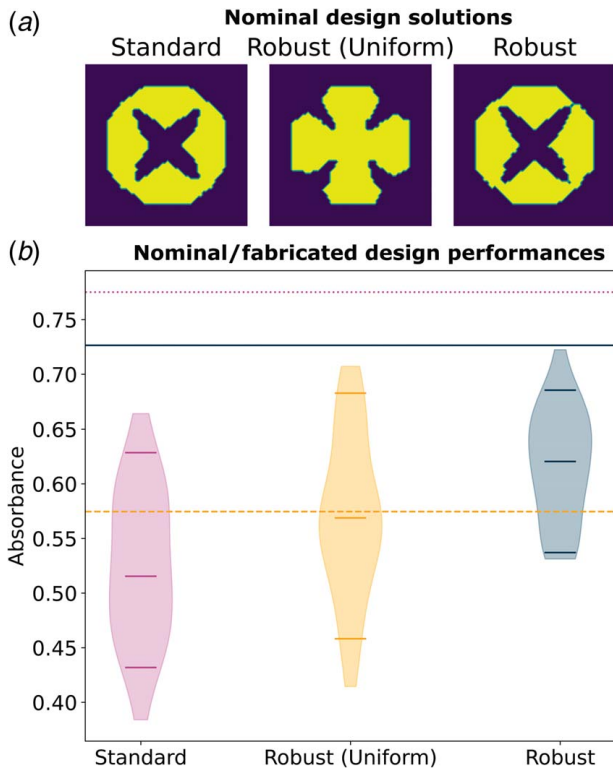 (a)
Nominal design solutions
Standard
Robust (Uniform)
Robust
(b)
Nominal/fabricated design performances
Absorbance
0.75
0.70
0.65
0.60
0.55
0.50
0.45
0.40
Standard
Robust (Uniform)
Robust